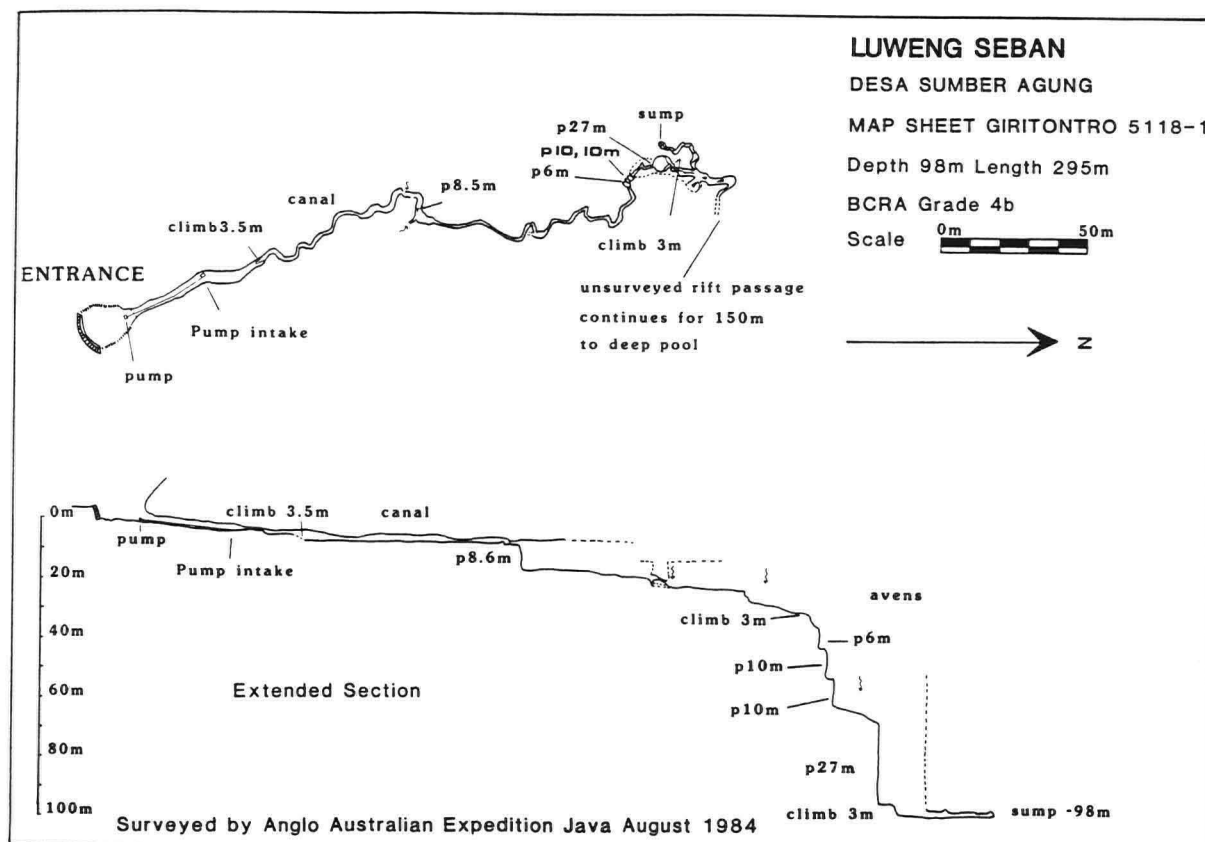 LUWENG SEBAN
DESA SUMBER AGUNG
MAP SHEET GIRITONTRO 5118-1
Depth 98m Length 295m
BCRA Grade 4b
Scale 0m 50m
N
sump
p27m
p10, 10m
p6m
p8.5m
canal
climb3.5m
ENTRANCE
climb 3m
Pump intake
pump
unsurveyed rift passage
continues for 150m
to deep pool
0m
climb 3.5m
canal
pump
Pump intake
p8.6m
20m
avens
climb 3m
40m
p6m
p10m
Extended Section
60m
p10m
80m
p27m
100m
climb 3m
sump -98m
Surveyed by Anglo Australian Expedition Java August 1984